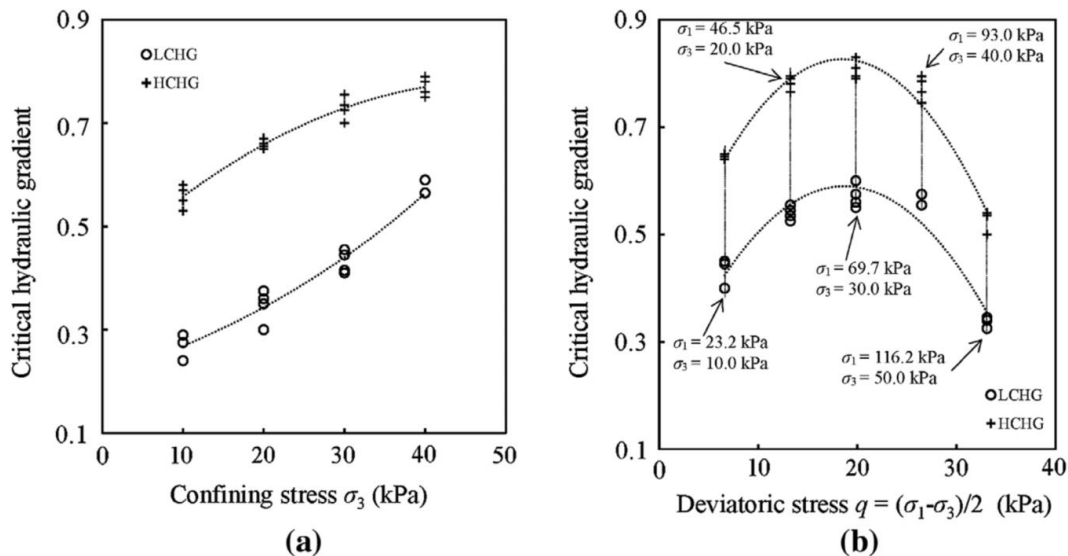 0.9
0.7
0.5
0.3
0.1
Critical hydraulic gradient
LCHG
HCHG
0
10
20
30
40
50
Confining stress σ3 (kPa)
(a)
0.9
0.7
0.5
0.3
0.1
Critical hydraulic gradient
σ1 = 46.5 kPa
σ3 = 20.0 kPa
σ1 = 93.0 kPa
σ3 = 40.0 kPa
σ1 = 69.7 kPa
σ3 = 30.0 kPa
σ1 = 23.2 kPa
σ3 = 10.0 kPa
σ1 = 116.2 kPa
σ3 = 50.0 kPa
LCHG
HCHG
0
10
20
30
40
Deviatoric stress q = (σ1-σ3)/2 (kPa)
(b)